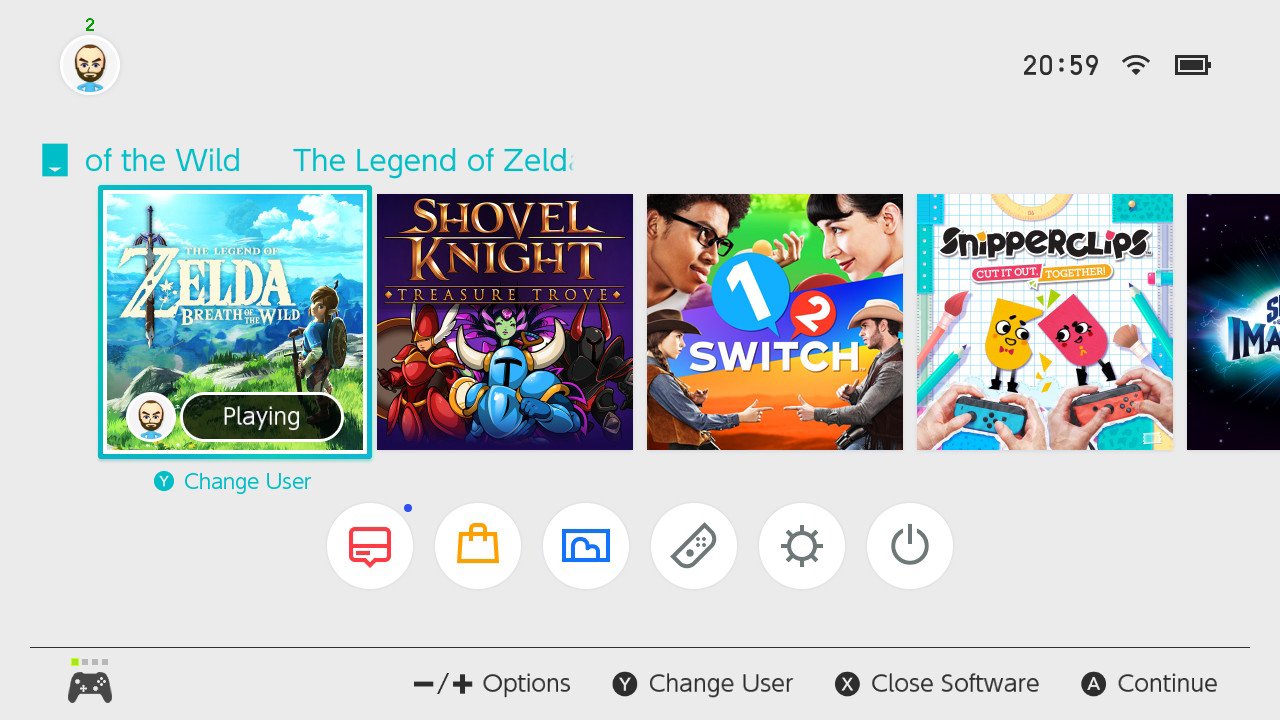 2
20:59
of the Wild The Legend of Zelda
THE LEGEND OF
ZELDA
BREATH OF THE WILD
Playing
SHOVEL
KNIGHT
TREASURE TROVE
1
2
SWITCH
SNIPPERCLIPS
CUT IT OUT, TOGETHER!
Y Change User
-/+ Options
Y Change User
X Close Software
A Continue